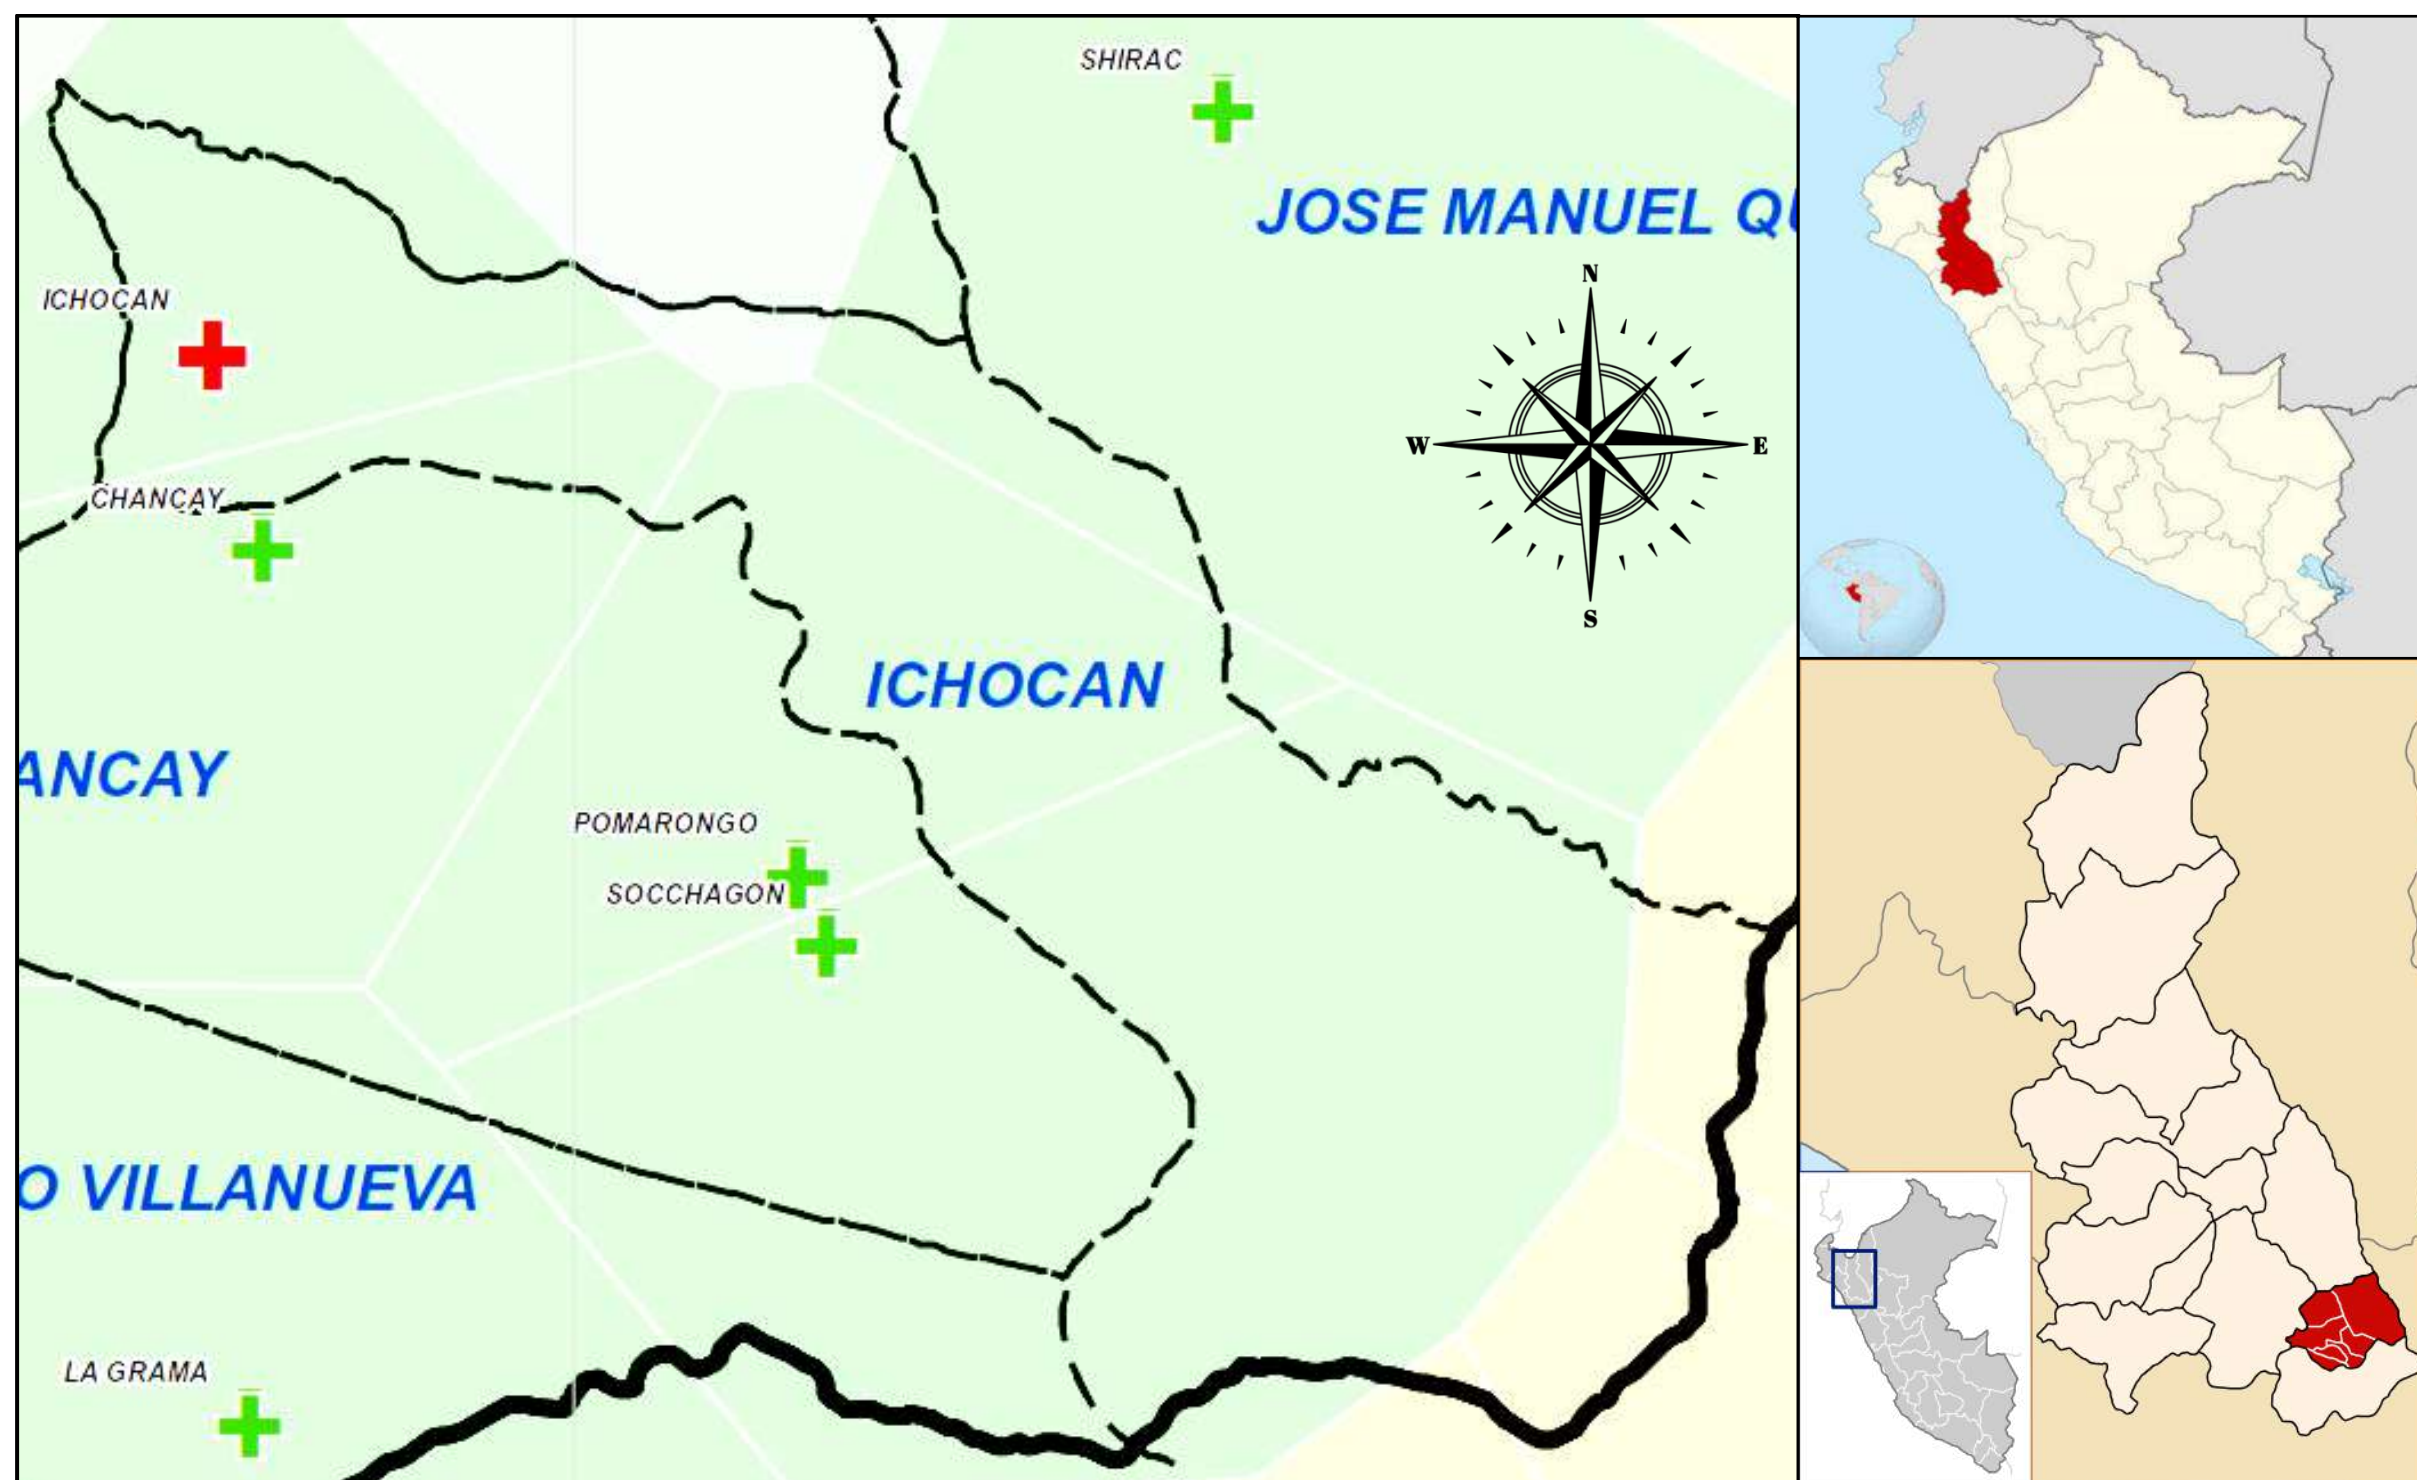 SHIRAC
JOSE MANUEL QU
N
ICHOCAN
W
E
CHANCAY
S
ICHOCAN
ANCAY
POMARONGO
SOCCHAGON
O VILLANUEVA
LA GRAMA